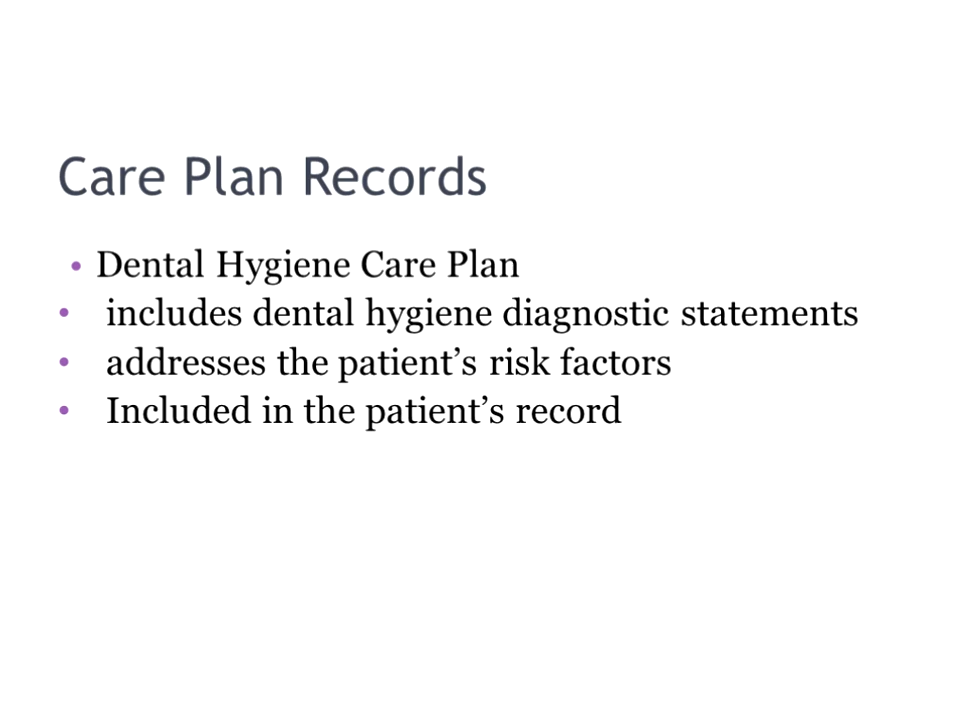 Care Plan Records
• Dental Hygiene Care Plan
• includes dental hygiene diagnostic statements
• addresses the patient’s risk factors
• Included in the patient’s record